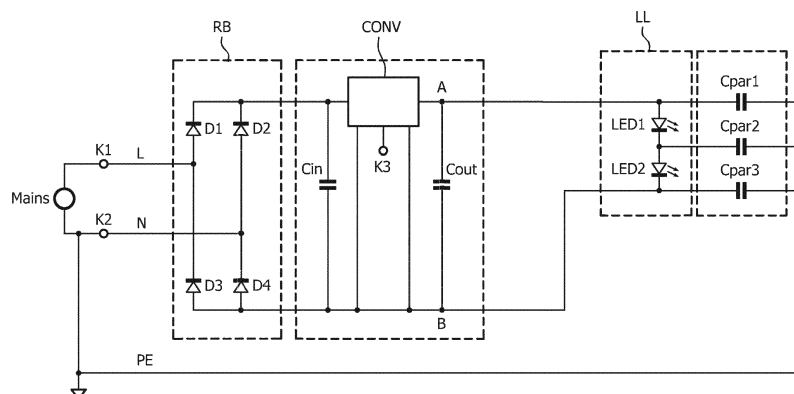 RB
CONV
LL
K1
L
D1
D2
A
Cpar1
LED1
Cpar2
Mains
K3
Cin
Cout
LED2
Cpar3
K2
N
D3
D4
B
PE